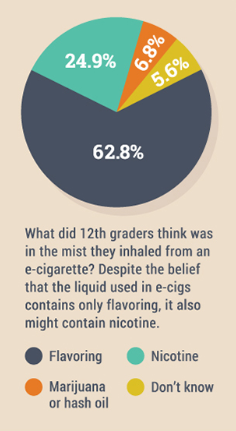 24.9%
6.8%
5.6%
62.8%
What did 12th graders think was
in the mist they inhaled from an
e-cigarette? Despite the belief
that the liquid used in e-cigs
contains only flavoring, it also
might contain nicotine.
Flavoring
Nicotine
Marijuana
or hash oil
Don't know